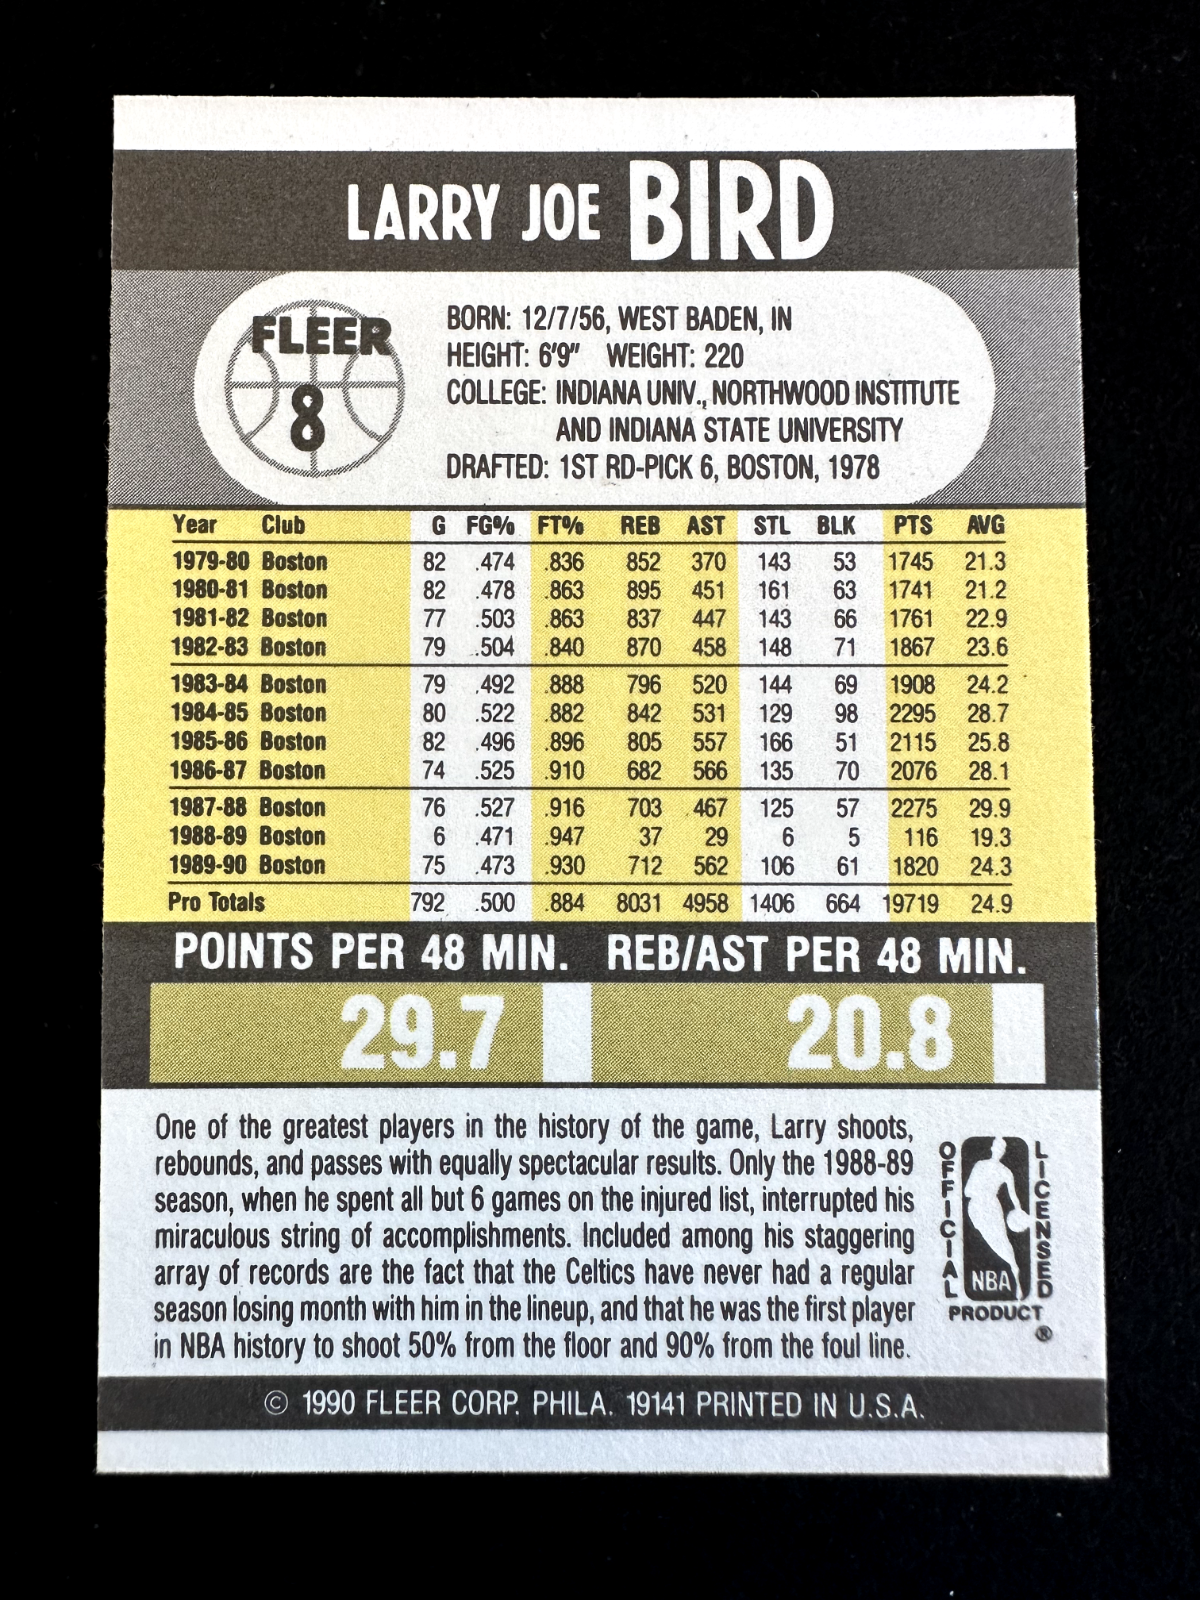 LARRY JOE BIRD
FLEER
8
BORN: 12/7/56, WEST BADEN, IN
HEIGHT: 6'9" WEIGHT: 220
COLLEGE: INDIANA UNIV., NORTHWOOD INSTITUTE
AND INDIANA STATE UNIVERSITY
DRAFTED: 1ST RD-PICK 6, BOSTON, 1978
Year Club G FG% FT% REB AST STL BLK PTS AVG
1979-80 Boston 82 .474 .836 852 370 143 53 1745 21.3
1980-81 Boston 82 .478 .863 895 451 161 63 1741 21.2
1981-82 Boston 77 .503 .863 837 447 143 66 1761 22.9
1982-83 Boston 79 .504 .840 870 458 148 71 1867 23.6
1983-84 Boston 79 .492 .888 796 520 144 69 1908 24.2
1984-85 Boston 80 .522 .882 842 531 129 98 2295 28.7
1985-86 Boston 82 .496 .896 805 557 166 51 2115 25.8
1986-87 Boston 74 .525 .910 682 566 135 70 2076 28.1
1987-88 Boston 76 .527 .916 703 467 125 57 2275 29.9
1988-89 Boston 6 .471 .947 37 29 6 5 116 19.3
1989-90 Boston 75 .473 .930 712 562 106 61 1820 24.3
Pro Totals 792 .500 .884 8031 4958 1406 664 19719 24.9
POINTS PER 48 MIN. REB/AST PER 48 MIN.
29.7 20.8
One of the greatest players in the history of the game, Larry shoots,
rebounds, and passes with equally spectacular results. Only the 1988-89
season, when he spent all but 6 games on the injured list, interrupted his
miraculous string of accomplishments. Included among his staggering
array of records are the fact that the Celtics have never had a regular
season losing month with him in the lineup, and that he was the first player
in NBA history to shoot 50% from the floor and 90% from the foul line.
OFFICIAL
LICENSED
NBA
PRODUCT
®
© 1990 FLEER CORP. PHILA. 19141 PRINTED IN U.S.A.